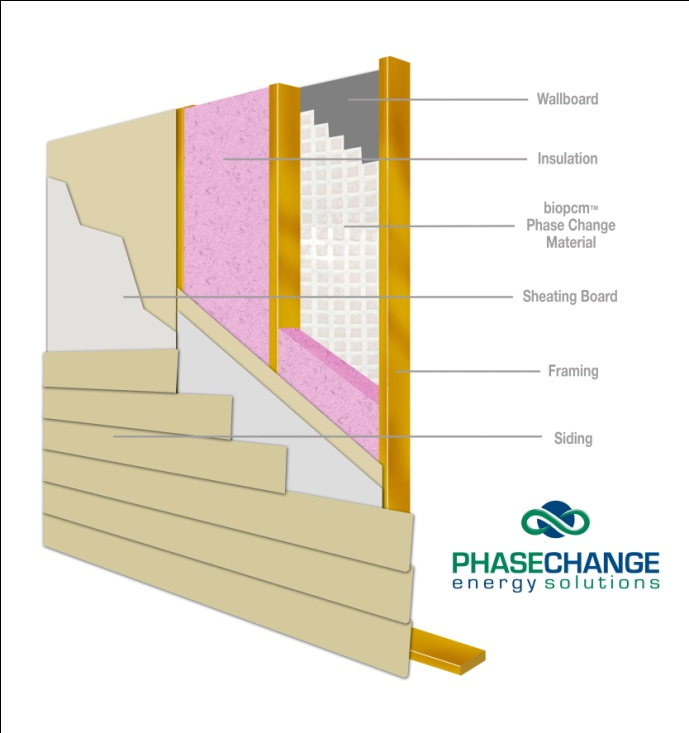 Wallboard
Insulation
biopcm™
Phase Change
Material
Sheating Board
Framing
Siding
PHASECHANGE
energy solutions